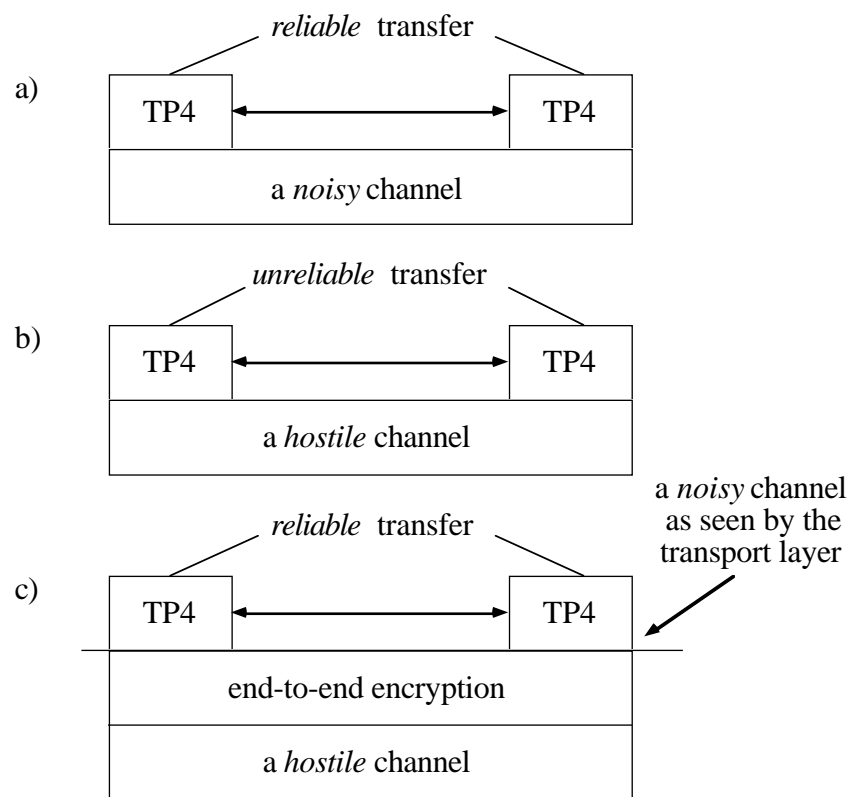 reliable transfer
a)
TP4
TP4
a noisy channel
unreliable transfer
b)
TP4
TP4
a hostile channel
a noisy channel
as seen by the
transport layer
reliable transfer
c)
TP4
TP4
end-to-end encryption
a hostile channel